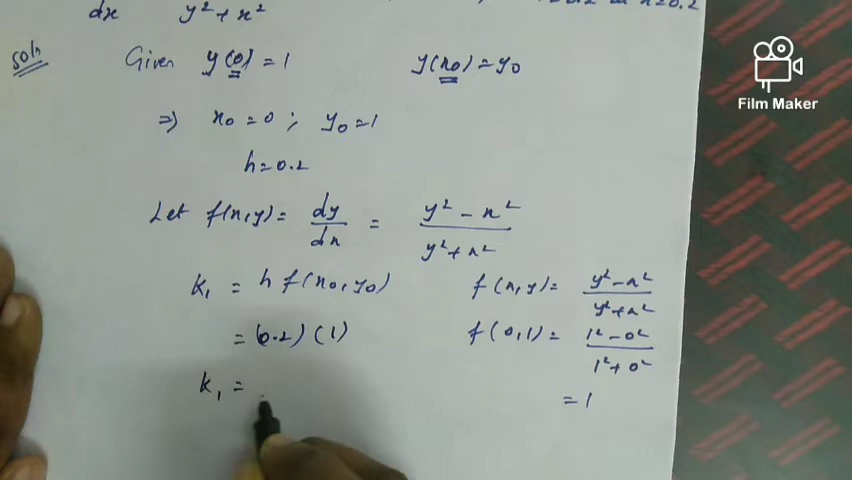 dx y²+x² x=0.2
Soln Given y(0)=1 y(x₀)=y₀
⇒ x₀=0 ; y₀=1
h=0.2
Let f(x,y)= dy/dx = y²-x²/y²+x²
K₁ = h f(x₀,y₀) f(x,y)= y²-x²/y²+x²
= (0.2)(1) f(0,1)= 1²-0²/1²+0²
K₁ = =1
Film Maker